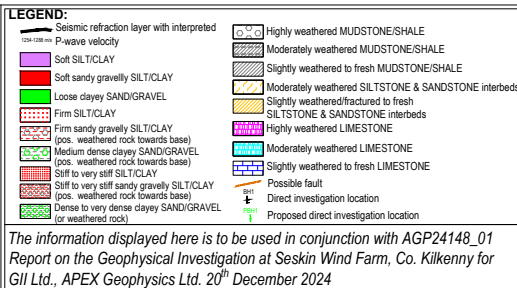 LEGEND:
Seismic refraction layer with interpreted
1254-1288 m/s P-wave velocity
Soft SILT/CLAY
Soft sandy gravellly SILT/CLAY
Loose clayey SAND/GRAVEL
Firm SILT/CLAY
Firm sandy gravelly SILT/CLAY
(pos. weathered rock towards base)
Medium dense clayey SAND/GRAVEL
(pos. weathered rock towards base)
Stiff to very stiff SILT/CLAY
Stiff to very stiff sandy gravelly SILT/CLAY
(pos. weathered rock towards base)
Dense to very dense clayey SAND/GRAVEL
(or weathered rock)
Highly weathered MUDSTONE/SHALE
Moderately weathered MUDSTONE/SHALE
Slightly weathered to fresh MUDSTONE/SHALE
Moderately weathered SILTSTONE & SANDSTONE interbeds
Slightly weathered/fractured to fresh
SILTSTONE & SANDSTONE interbeds
Highly weathered LIMESTONE
Moderately weathered LIMESTONE
Slightly weathered to fresh LIMESTONE
Possible fault
BH1 Direct investigation location
PBH1 Proposed direct investigation location
The information displayed here is to be used in conjunction with AGP24148_01
Report on the Geophysical Investigation at Seskin Wind Farm, Co. Kilkenny for
GII Ltd., APEX Geophysics Ltd. 20th December 2024